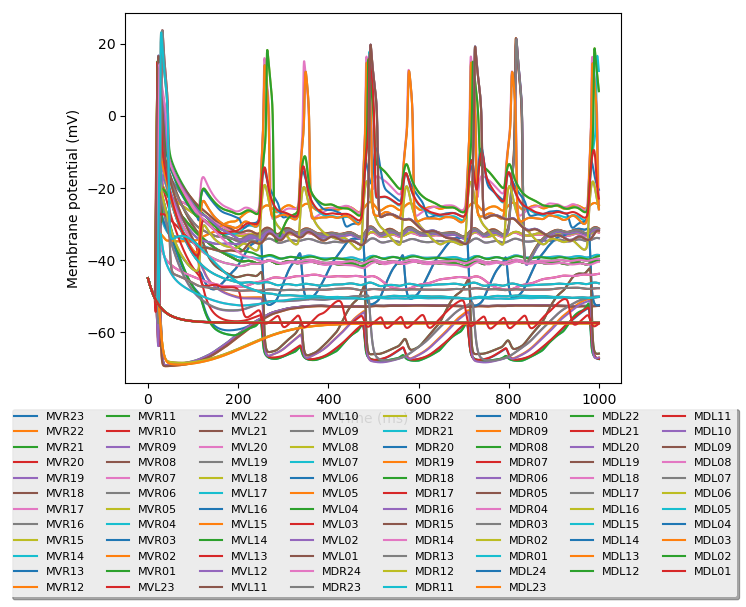 20
0
−20
−40
−60
Membrane potential (mV)
0 200 400 600 800 1000
Time (ms)
MVR23 MVR11 MVL22 MVL10 MDR22 MDR10 MDL22 MDL11
MVR22 MVR10 MVL21 MVL09 MDR21 MDR09 MDL21 MDL10
MVR21 MVR09 MVL20 MVL08 MDR20 MDR08 MDL20 MDL09
MVR20 MVR08 MVL19 MVL07 MDR19 MDR07 MDL19 MDL08
MVR19 MVR07 MVL18 MVL06 MDR18 MDR06 MDL18 MDL07
MVR18 MVR06 MVL17 MVL05 MDR17 MDR05 MDL17 MDL06
MVR17 MVR05 MVL16 MVL04 MDR16 MDR04 MDL16 MDL05
MVR16 MVR04 MVL15 MVL03 MDR15 MDR03 MDL15 MDL04
MVR15 MVR03 MVL14 MVL02 MDR14 MDR02 MDL14 MDL03
MVR14 MVR02 MVL13 MVL01 MDR13 MDR01 MDL13 MDL02
MVR13 MVR01 MVL12 MDR24 MDR12 MDL24 MDL12 MDL01
MVR12 MVL23 MVL11 MDR23 MDR11 MDL23